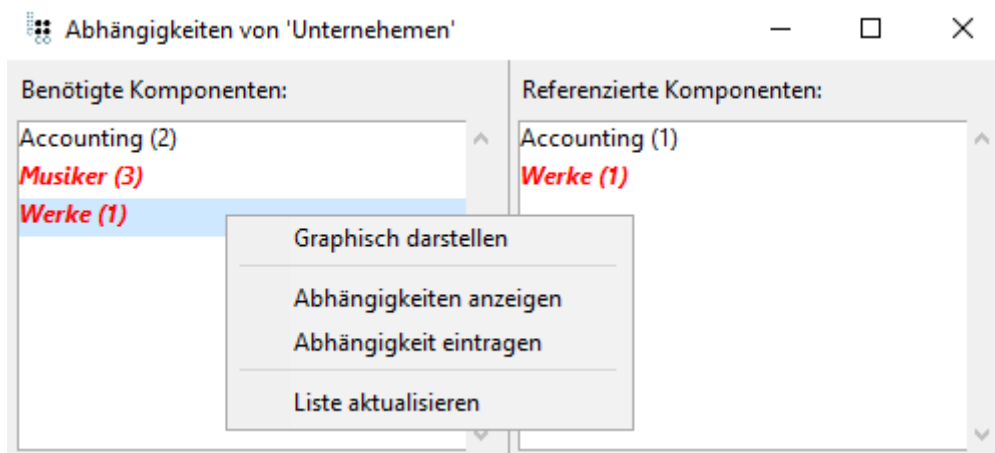 Abhängigkeiten von 'Unternehemen'
Benötigte Komponenten:
Accounting (2)
Musiker (3)
Werke (1)
Referenzierte Komponenten:
Accounting (1)
Werke (1)
Graphisch darstellen
Abhängigkeiten anzeigen
Abhängigkeit eintragen
Liste aktualisieren